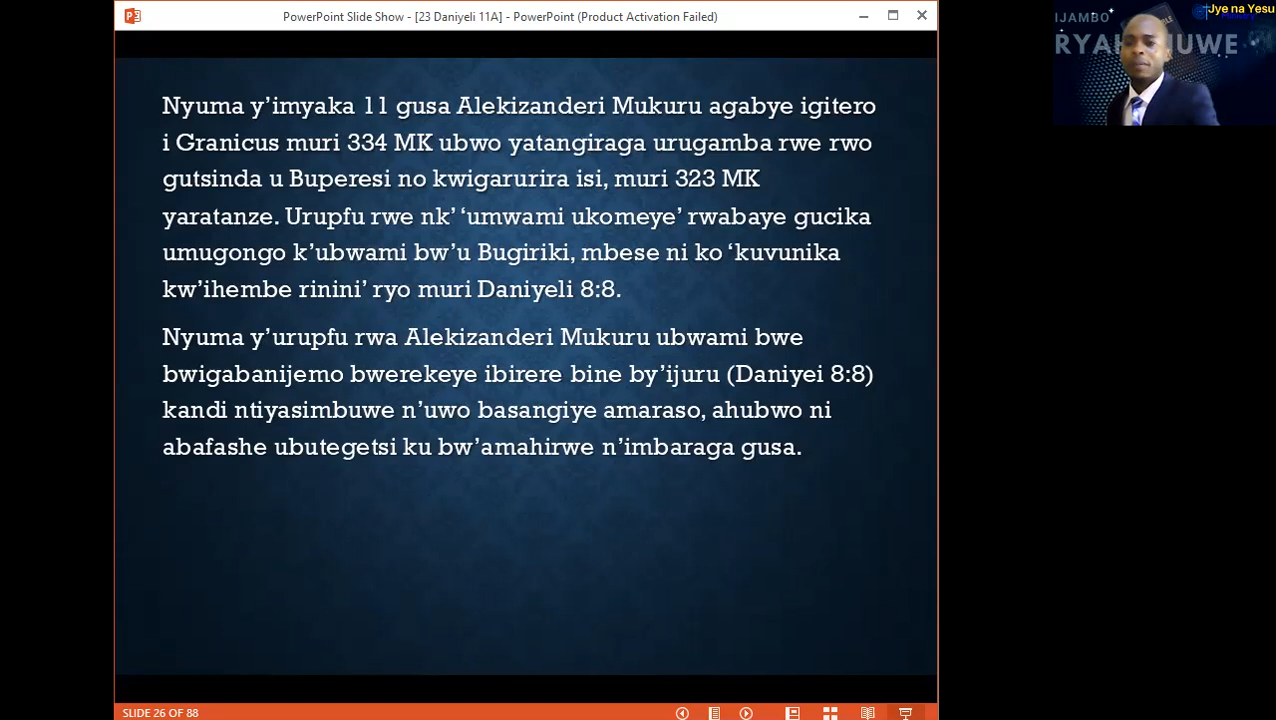 PowerPoint Slide Show - [23 Daniyeli 11A] - PowerPoint (Product Activation Failed)
Jye na Yesu
IJAMBO
Nyuma y’imyaka 11 gusa Alekizanderi Mukuru agabye igitero
i Granicus muri 334 MK ubwo yatangiraga urugamba rwe rwo
gutsinda u Buperesi no kwigarurira isi, muri 323 MK
yaratanze. Urupfu rwe nk’ ‘umwami ukomeye’ rwabaye gucika
umugongo k’ubwami bw’u Bugiriki, mbese ni ko ‘kuvunika
kw’ihembe rinini’ ryo muri Daniyeli 8:8.
Nyuma y’urupfu rwa Alekizanderi Mukuru ubwami bwe
bwigabanijemo bwerekeye ibirere bine by’ijuru (Daniyei 8:8)
kandi ntiyasimbuwe n’uwo basangiye amaraso, ahubwo ni
abafashe ubutegetsi ku bw’amahirwe n’imbaraga gusa.
SLIDE 26 OF 88